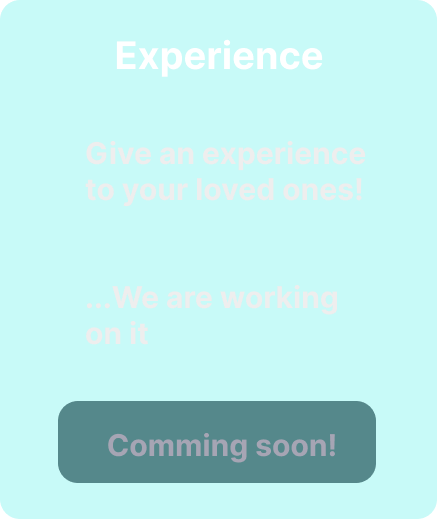 Experience
Give an experience
to your loved ones!
...We are working
on it
Comming soon!